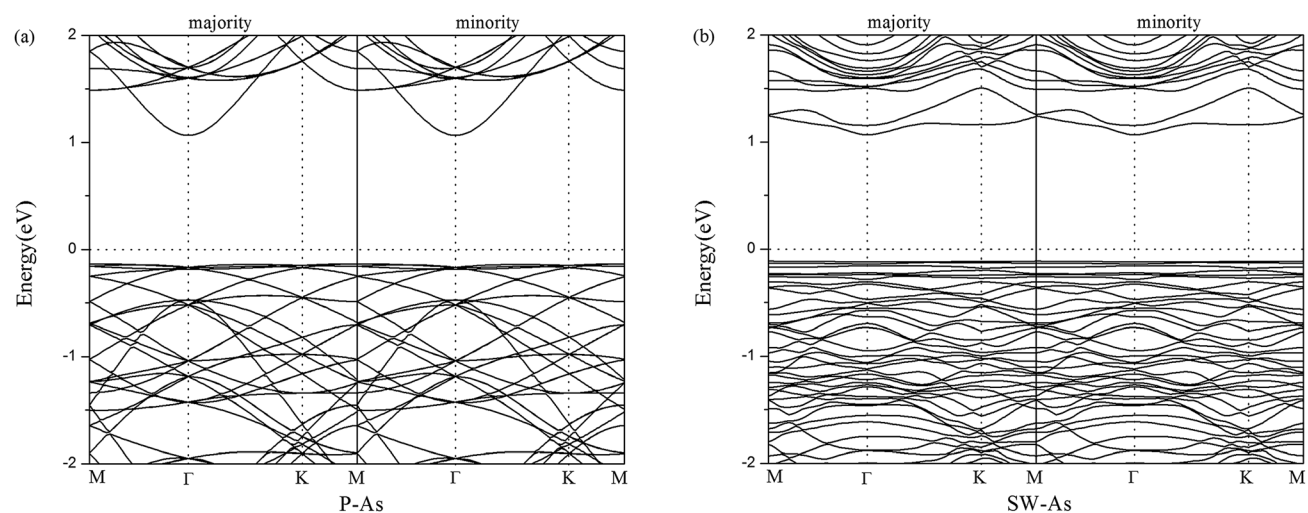 (a)
majority
minority
2
1
0
-1
-2
Energy(eV)
M
Γ
K
M
Γ
K
M
P-As
(b)
majority
minority
2
1
0
-1
-2
Energy(eV)
M
Γ
K
M
Γ
K
M
SW-As